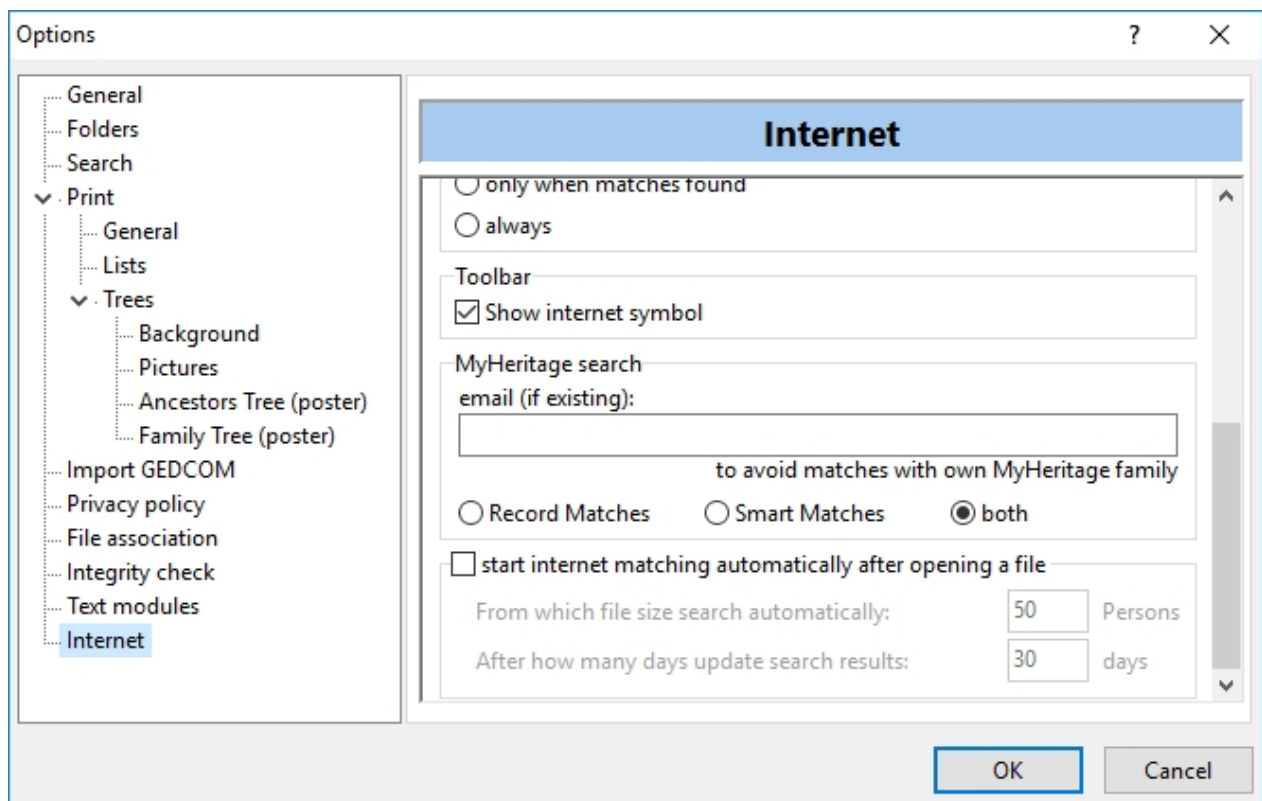 Options
?
General
Folders
Search
Print
General
Lists
Trees
Background
Pictures
Ancestors Tree (poster)
Family Tree (poster)
Import GEDCOM
Privacy policy
File association
Integrity check
Text modules
Internet
Internet
only when matches found
always
Toolbar
Show internet symbol
MyHeritage search
email (if existing):
to avoid matches with own MyHeritage family
Record Matches Smart Matches both
start internet matching automatically after opening a file
From which file size search automatically: 50 Persons
After how many days update search results: 30 days
OK Cancel